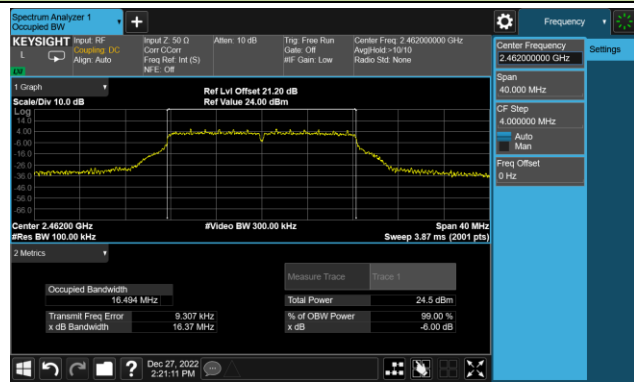 Spectrum Analyzer 1
Occupied BW
+
Frequency
KEYSIGHT
L
Input: RF
Coupling: DC
Align: Auto
Input Z: 50 Ω
Corr CCorr
Freq Ref: Int (S)
NFE: Off
Atten: 10 dB
Trig: Free Run
Gate: Off
#IF Gain: Low
Center Freq: 2.462000000 GHz
Avg|Hold:>10/10
Radio Std: None
Center Frequency
2.462000000 GHz
Settings
Span
40.000 MHz
CF Step
4.000000 MHz
Auto
Man
Freq Offset
0 Hz
1 Graph
Scale/Div 10.0 dB
Ref Lvl Offset 21.20 dB
Ref Value 24.00 dBm
Log
14.0
4.00
-6.00
-16.0
-26.0
-36.0
-46.0
-56.0
-66.0
Center 2.46200 GHz
#Res BW 100.00 kHz
#Video BW 300.00 kHz
Span 40 MHz
Sweep 3.87 ms (2001 pts)
2 Metrics
Measure Trace
Trace 1
Occupied Bandwidth
16.494 MHz
Total Power
24.5 dBm
Transmit Freq Error
9.307 kHz
% of OBW Power
99.00 %
x dB Bandwidth
16.37 MHz
x dB
-6.00 dB
?
Dec 27, 2022
2:21:11 PM